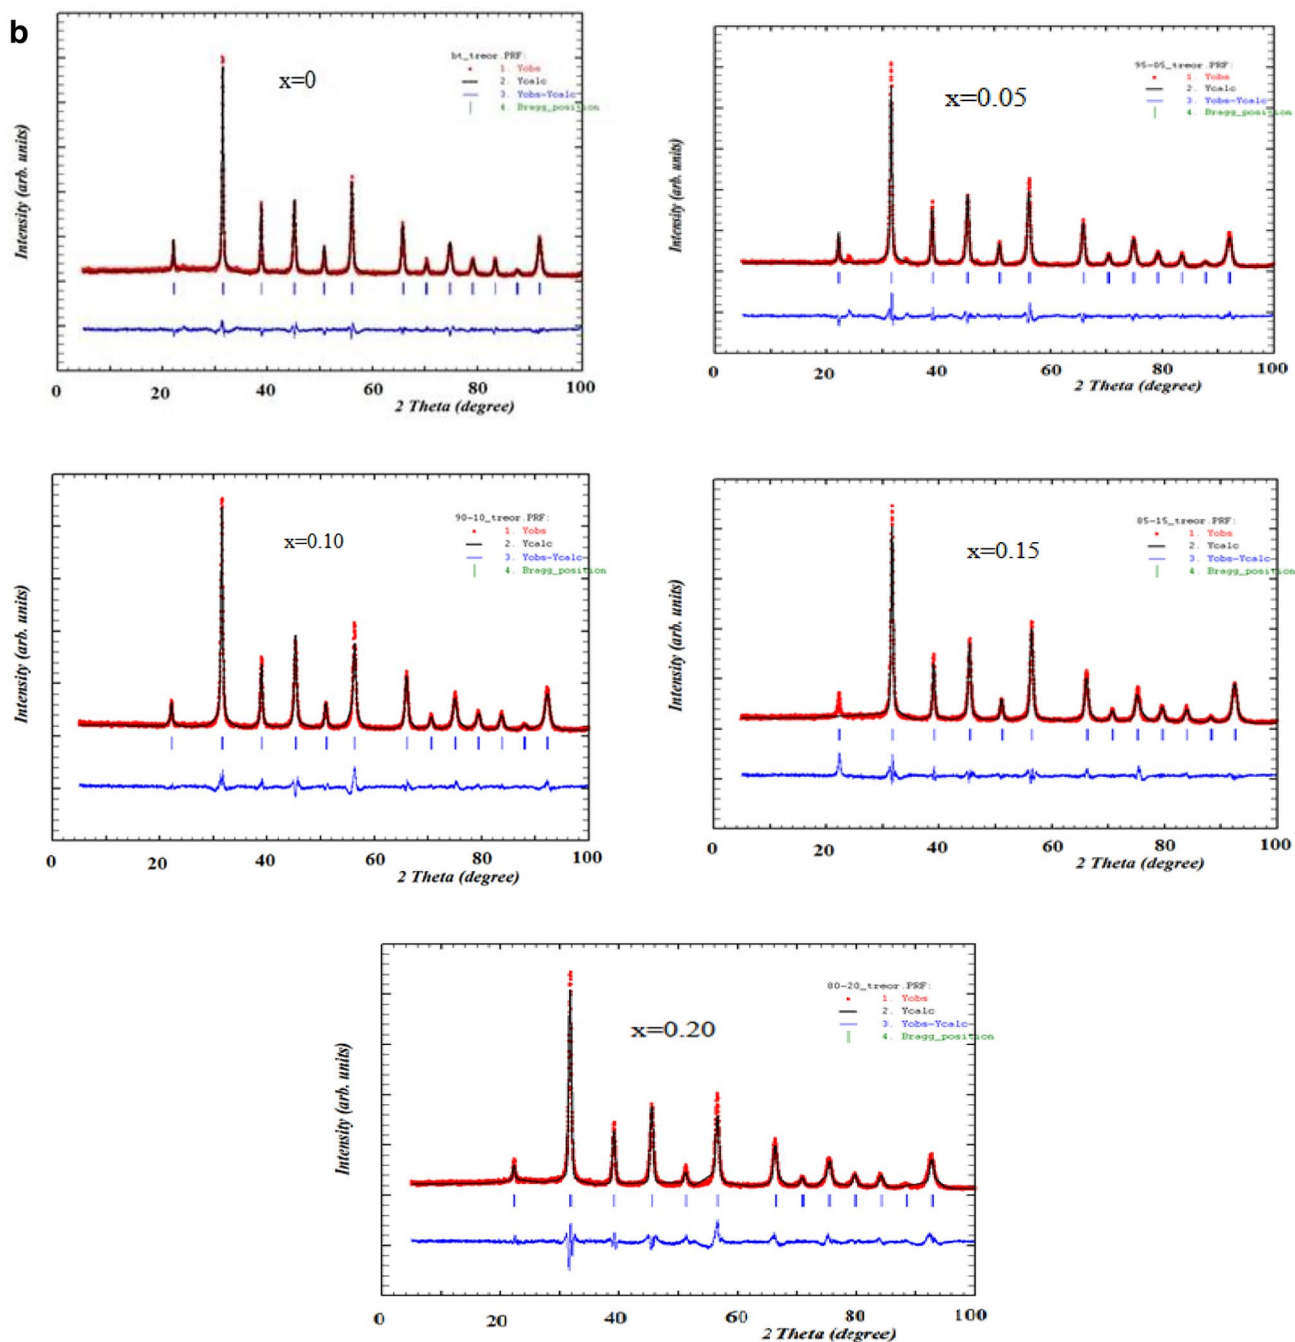 b
bt_treor.PRF:
1. Yobs
2. Ycalc
3. Yobs-Ycalc
4. Bragg_position
x=0
Intensity (arb. units)
0 20 40 60 80 100
2 Theta (degree)
95-05_treor.PRF:
1. Yobs
2. Ycalc
3. Yobs-Ycalc
4. Bragg_position
x=0.05
Intensity (arb. units)
0 20 40 60 80 100
2 Theta (degree)
90-10_treor.PRF:
1. Yobs
2. Ycalc
3. Yobs-Ycalc
4. Bragg_position
x=0.10
Intensity (arb. units)
0 20 40 60 80 100
2 Theta (degree)
85-15_treor.PRF:
1. Yobs
2. Ycalc
3. Yobs-Ycalc
4. Bragg_position
x=0.15
Intensity (arb. units)
0 20 40 60 80 100
2 Theta (degree)
80-20_treor.PRF:
1. Yobs
2. Ycalc
3. Yobs-Ycalc
4. Bragg_position
x=0.20
Intensity (arb. units)
0 20 40 60 80 100
2 Theta (degree)